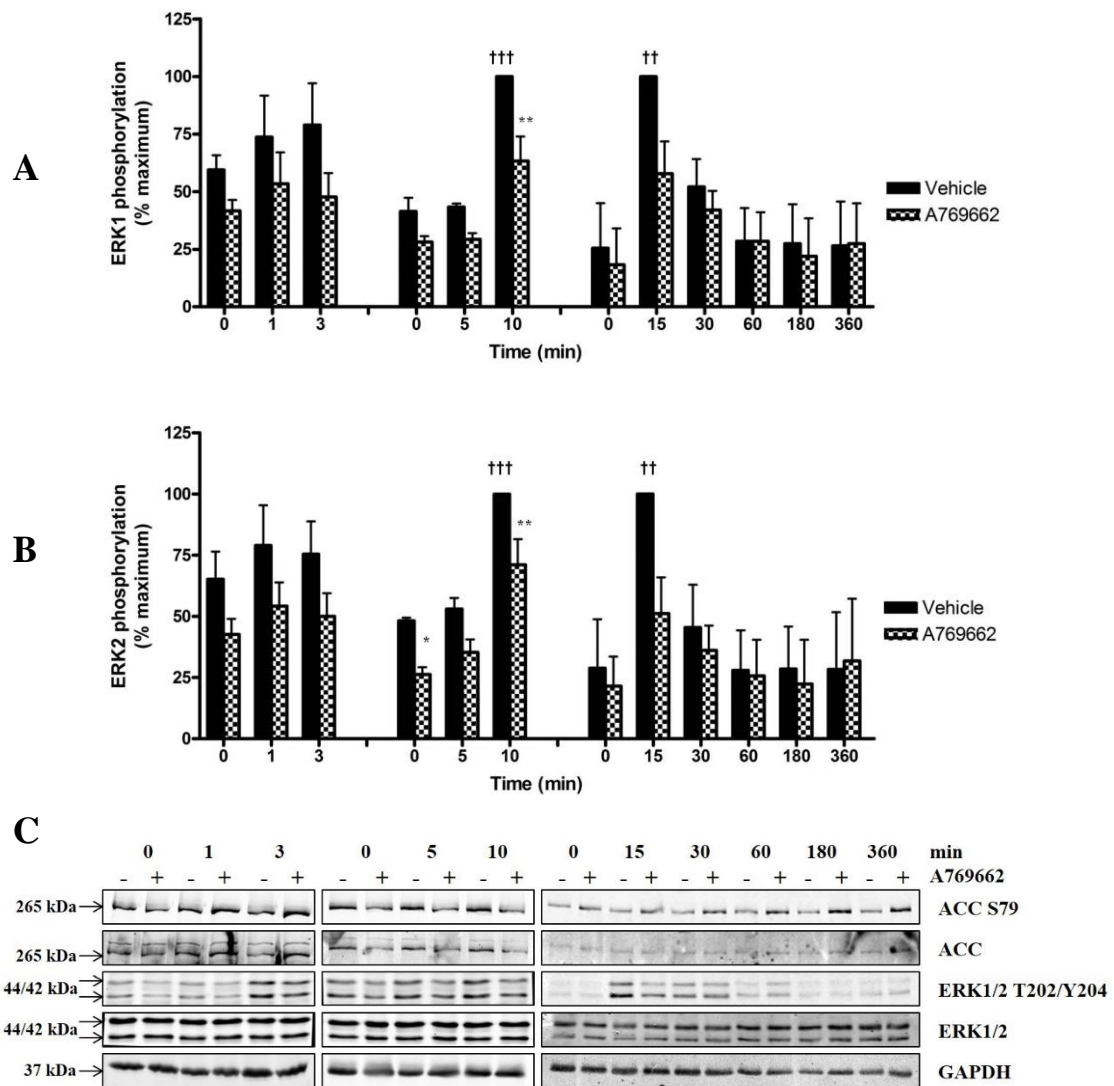 A
ERK1 phosphorylation
(% maximum)
125
100
75
50
25
0
†††
**
††
0 1 3 0 5 10 0 15 30 60 180 360
Time (min)
Vehicle
A769662
B
ERK2 phosphorylation
(% maximum)
125
100
75
50
25
0
*
†††
**
††
0 1 3 0 5 10 0 15 30 60 180 360
Time (min)
Vehicle
A769662
C
0 1 3 0 5 10 0 15 30 60 180 360 min
- + - + - + - + - + - + - + - + - + - + - + - + A769662
265 kDa→ ACC S79
265 kDa→ ACC
44/42 kDa→ ERK1/2 T202/Y204
44/42 kDa→ ERK1/2
37 kDa→ GAPDH